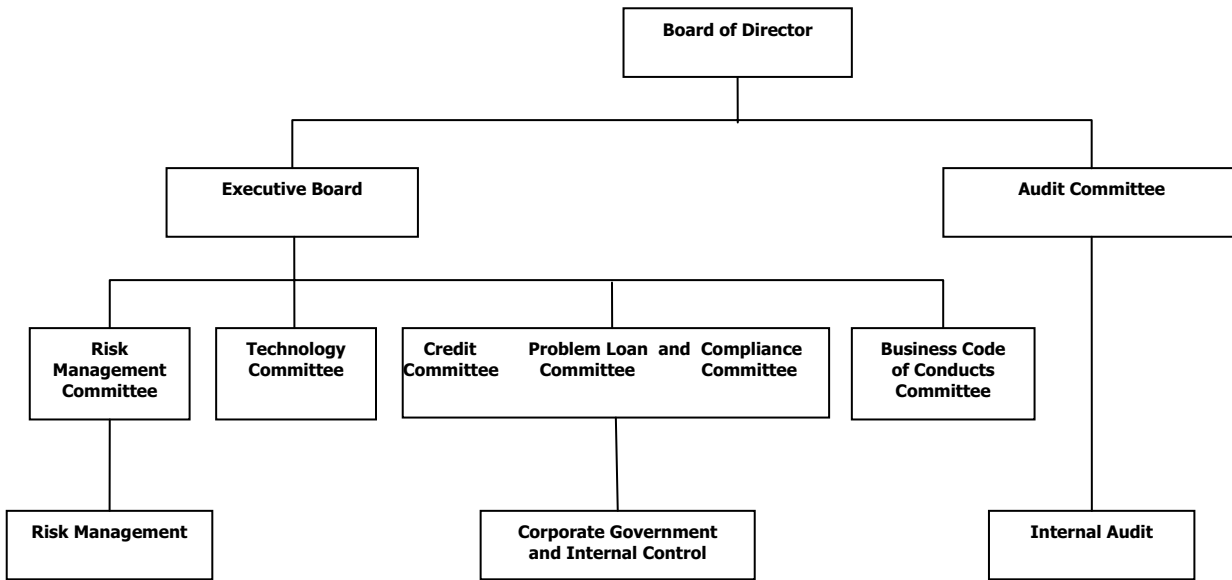 Board of Director
Executive Board
Audit Committee
Risk
Management
Committee
Technology
Committee
Credit Problem Loan and Compliance
Committee Committee Committee
Business Code
of Conducts
Committee
Risk Management
Corporate Government
and Internal Control
Internal Audit